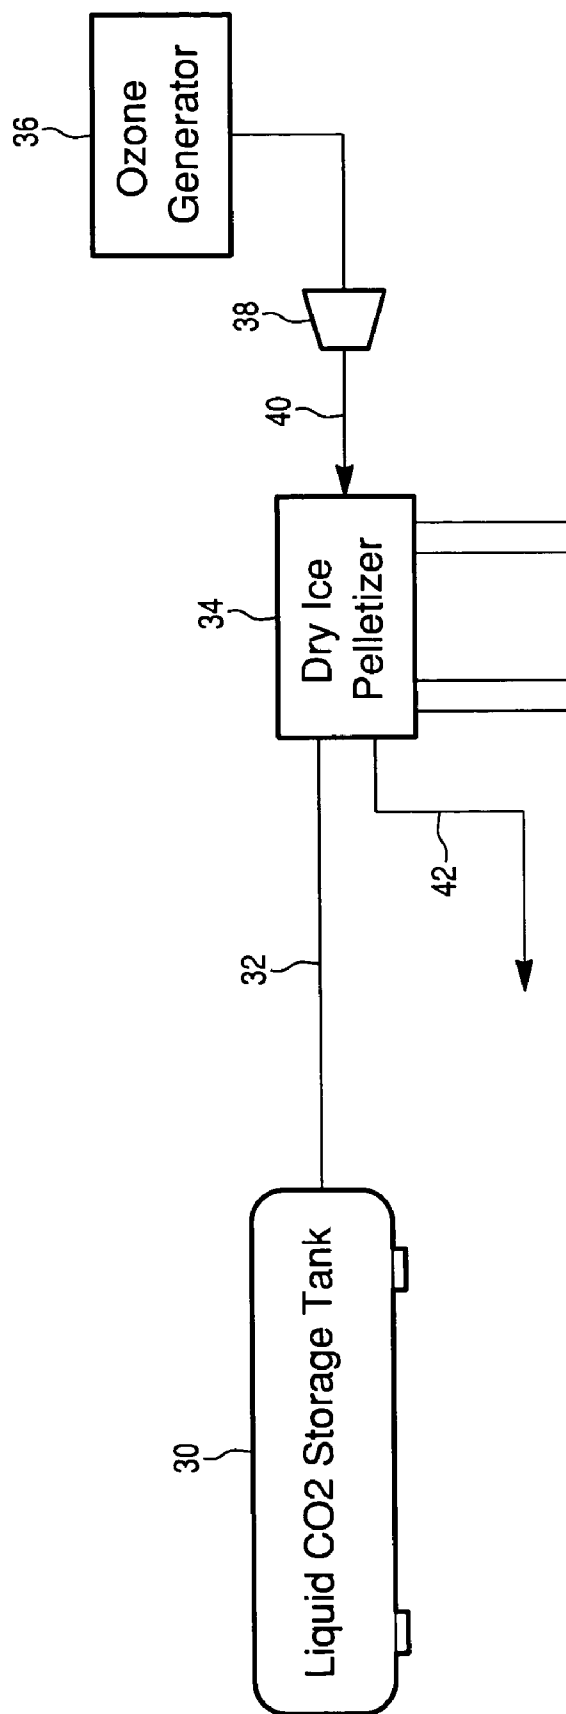 30
Liquid CO2 Storage Tank
32
34
Dry Ice
Pelletizer
42
40
38
36
Ozone
Generator